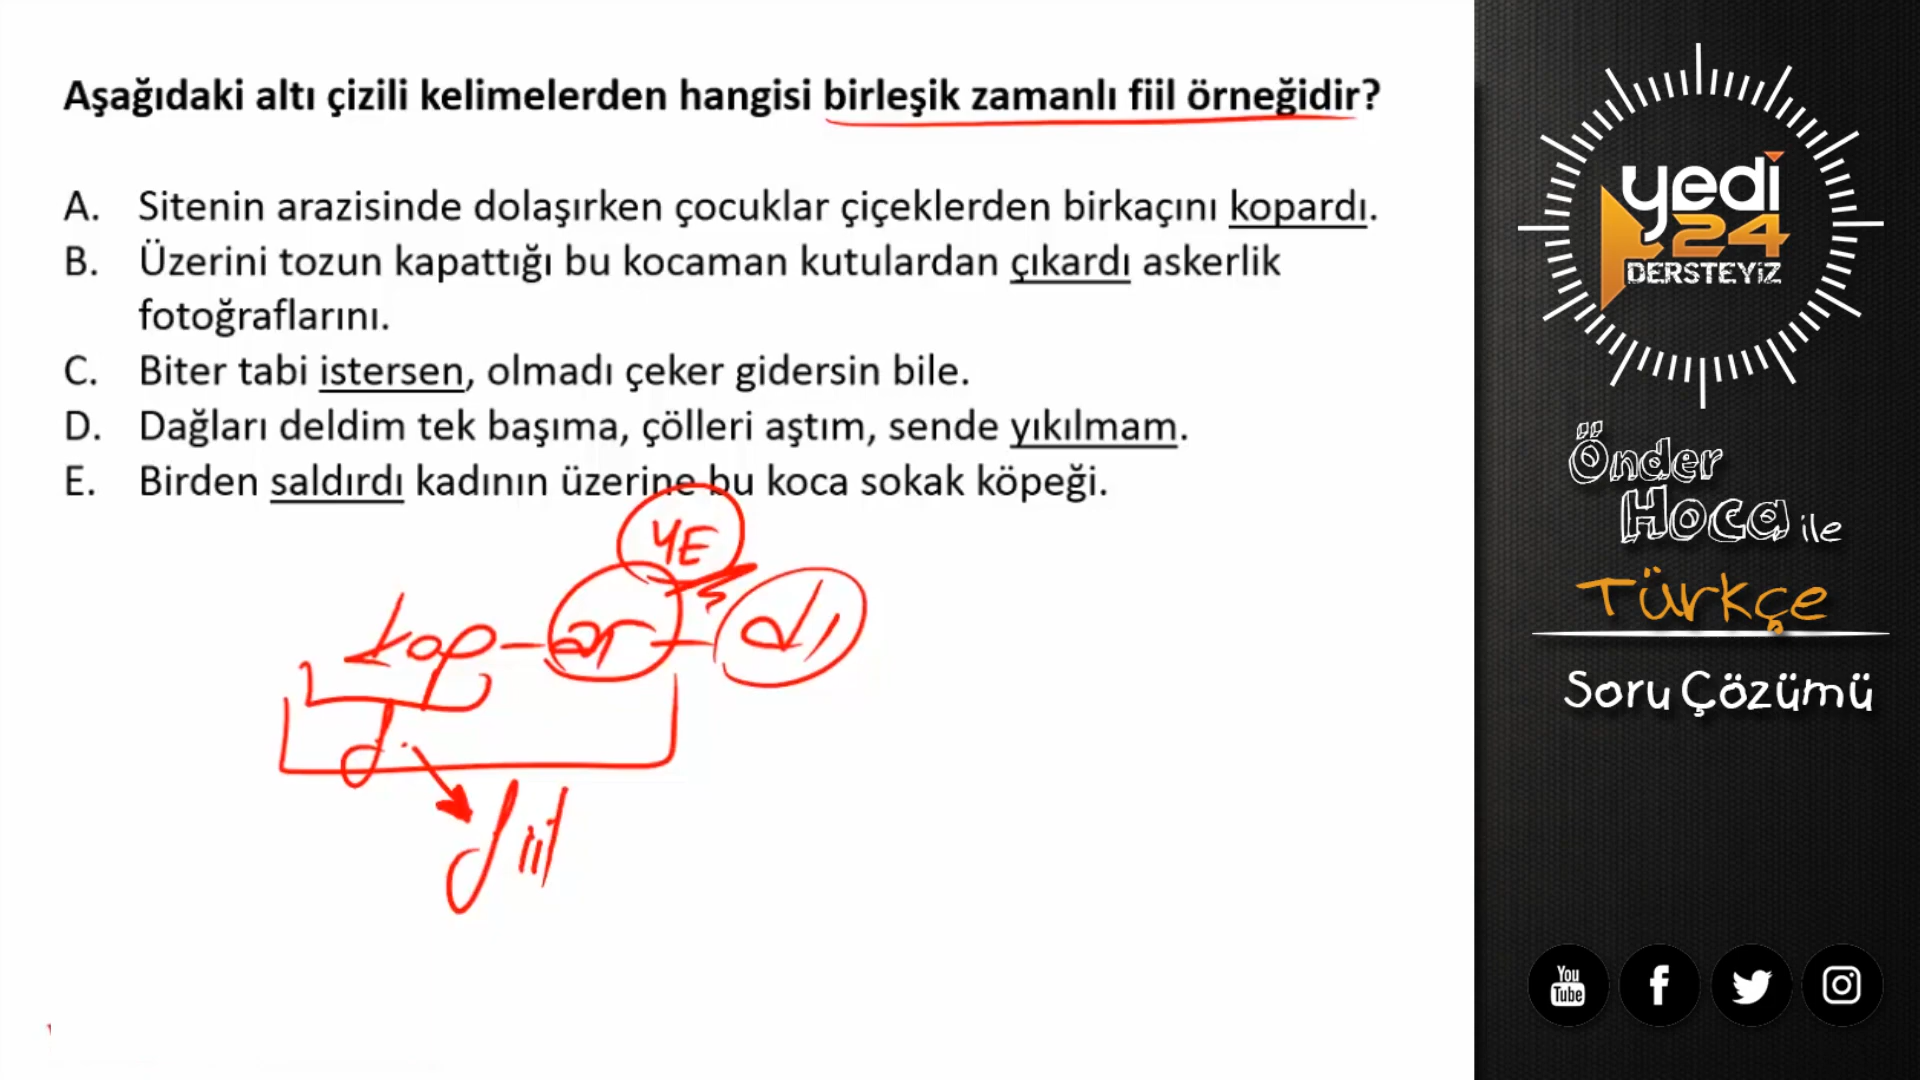 Aşağıdaki altı çizili kelimelerden hangisi birleşik zamanlı fiil örneğidir?
A. Sitenin arazisinde dolaşırken çocuklar çiçeklerden birkaçını kopardı.
B. Üzerini tozun kapattığı bu kocaman kutulardan çıkardı askerlik
fotoğraflarını.
C. Biter tabi istersen, olmadı çeker gidersin bile.
D. Dağları deldim tek başıma, çölleri aştım, sende yıkılmam.
E. Birden saldırdı kadının üzerine bu koca sokak köpeği.
YE
kop-ar-dı
f.
fiil
yedi
24
DERSTEYİZ
Önder
Hoca ile
Türkçe
Soru Çözümü
You
Tube